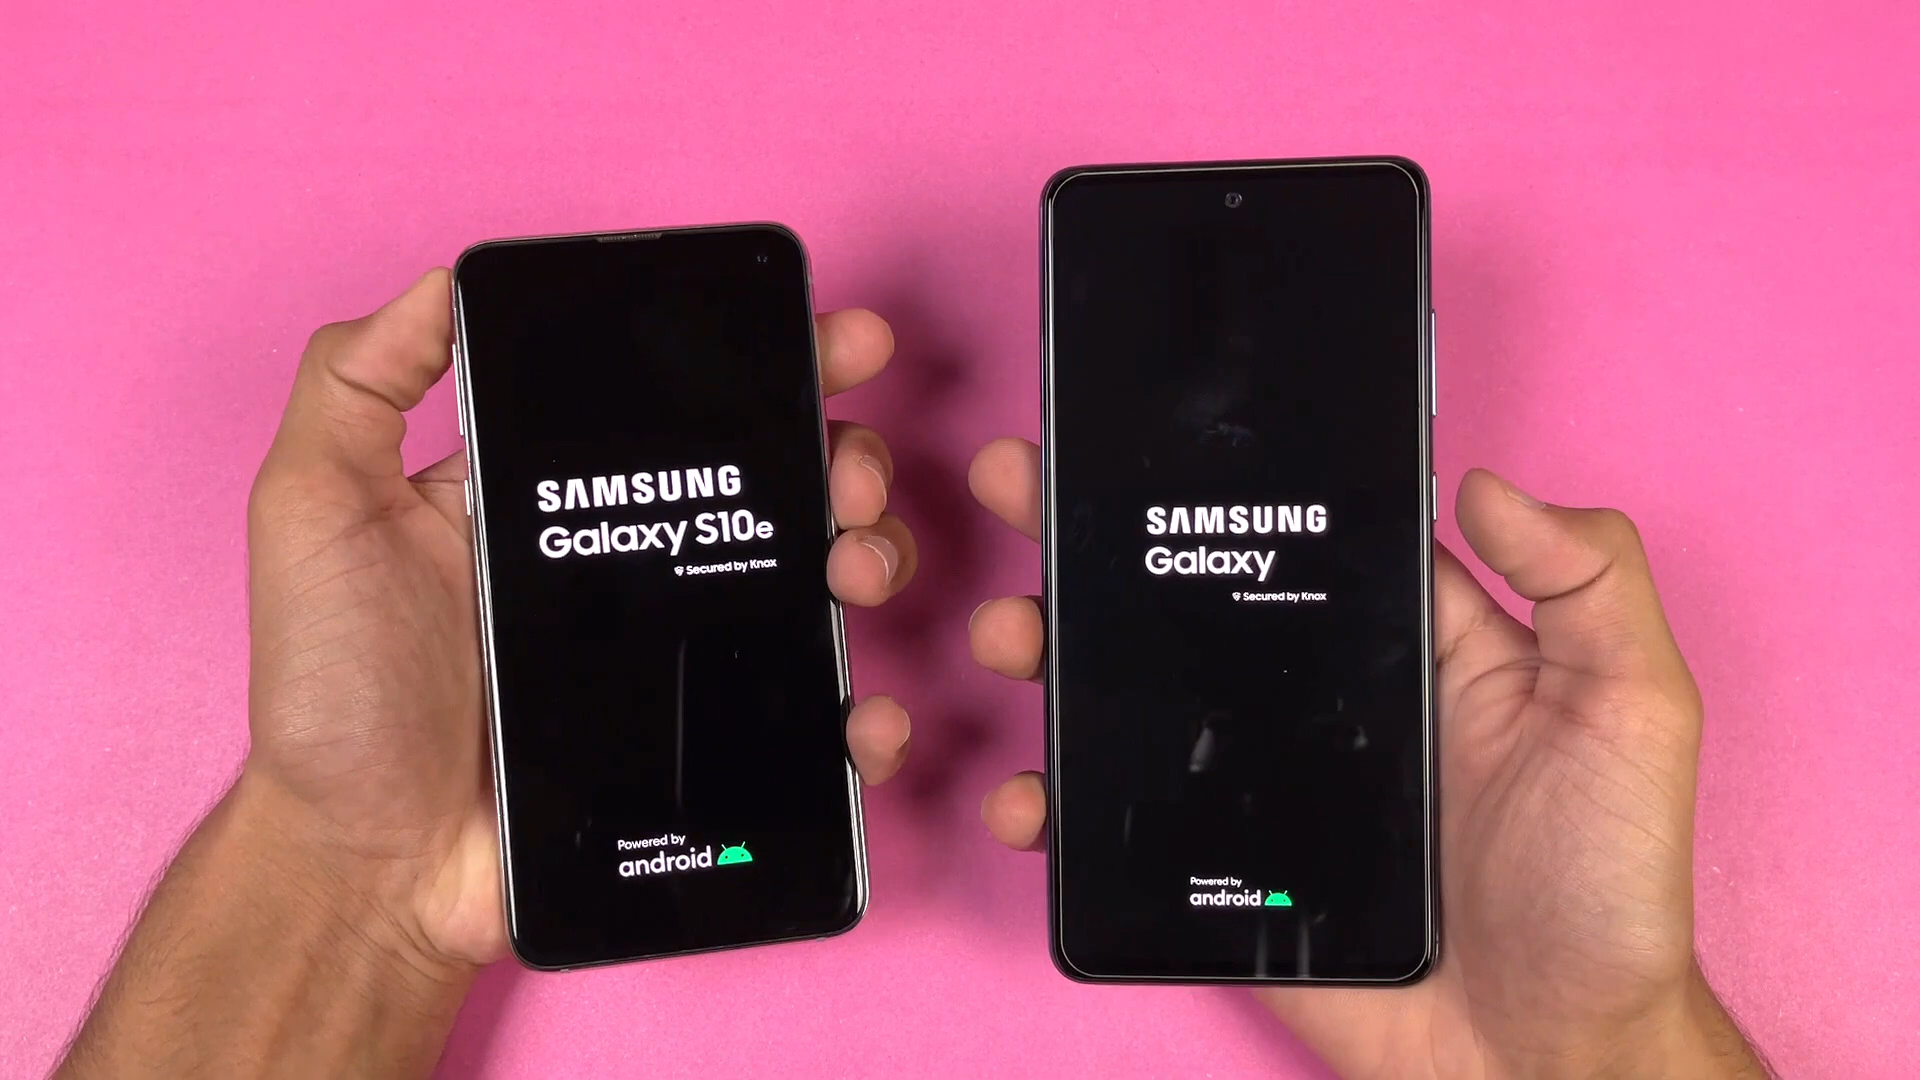 SAMSUNG
Galaxy S10e
Secured by Knox
Powered by
android
SAMSUNG
Galaxy
Secured by Knox
Powered by
android